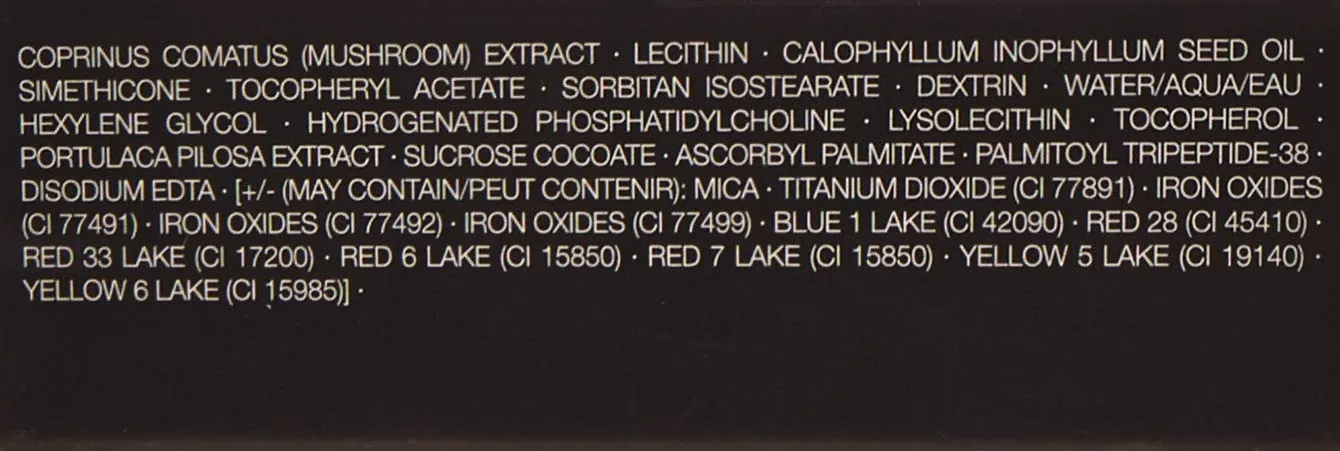 COPRINUS COMATUS (MUSHROOM) EXTRACT · LECITHIN · CALOPHYLLUM INOPHYLLUM SEED OIL ·
SIMETHICONE · TOCOPHERYL ACETATE · SORBITAN ISOSTEARATE · DEXTRIN · WATER/AQUA/EAU ·
HEXYLENE GLYCOL · HYDROGENATED PHOSPHATIDYLCHOLINE · LYSOLECITHIN · TOCOPHEROL ·
PORTULACA PILOSA EXTRACT · SUCROSE COCOATE · ASCORBYL PALMITATE · PALMITOYL TRIPEPTIDE-38 ·
DISODIUM EDTA · [+/- (MAY CONTAIN/PEUT CONTENIR): MICA · TITANIUM DIOXIDE (CI 77891) · IRON OXIDES
(CI 77491) · IRON OXIDES (CI 77492) · IRON OXIDES (CI 77499) · BLUE 1 LAKE (CI 42090) · RED 28 (CI 45410) ·
RED 33 LAKE (CI 17200) · RED 6 LAKE (CI 15850) · RED 7 LAKE (CI 15850) · YELLOW 5 LAKE (CI 19140) ·
YELLOW 6 LAKE (CI 15985)] ·